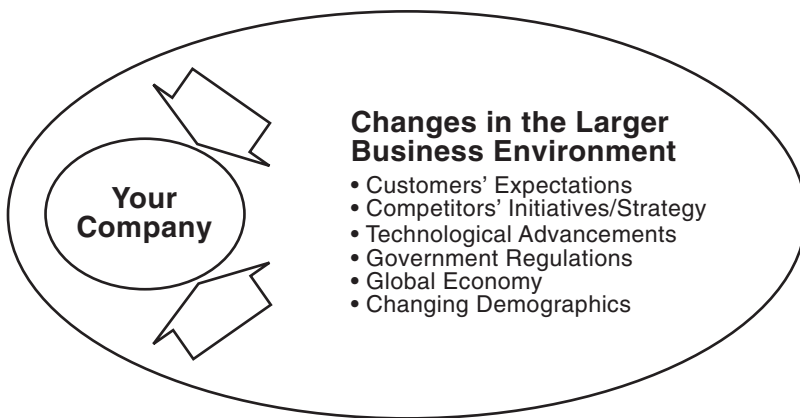 Your
Company
Changes in the Larger
Business Environment
• Customers’ Expectations
• Competitors’ Initiatives/Strategy
• Technological Advancements
• Government Regulations
• Global Economy
• Changing Demographics